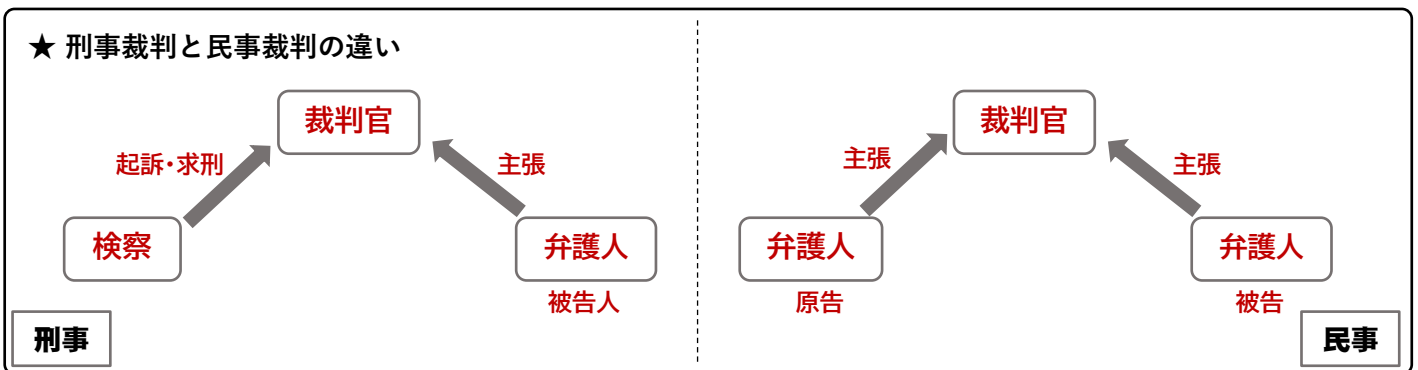 ★ 刑事裁判と民事裁判の違い
裁判官
起訴・求刑
主張
検察
弁護人
被告人
刑事
裁判官
主張
主張
弁護人
原告
弁護人
被告
民事